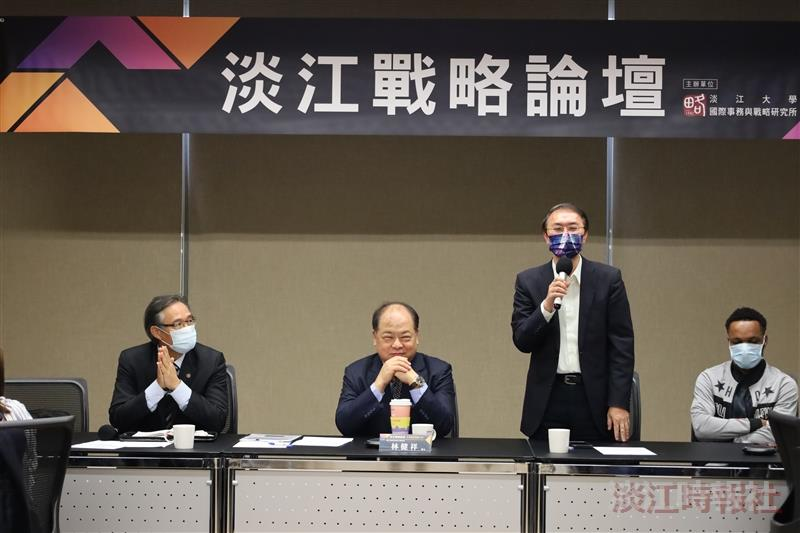 淡江戰略論壇
主辦單位
略
淡江大學
國際事務與戰略研究所
林健祥
淡江時報社